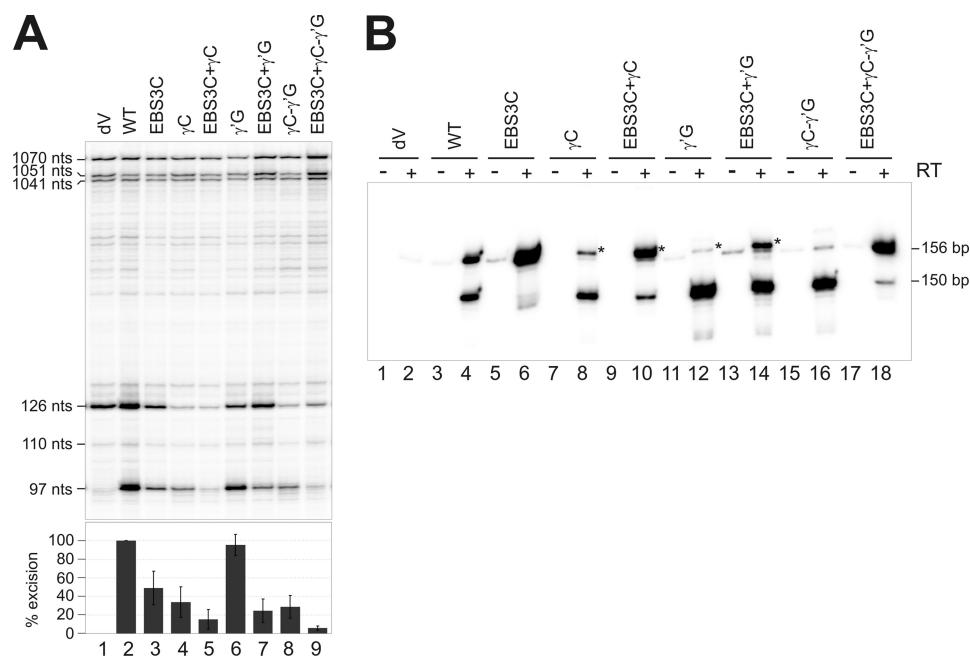 A
dV WT EBS3C γC EBS3C+γC γ'G EBS3C+γ'G γC-γ'G EBS3C+γC-γ'G
1070 nts
1051 nts
1041 nts
126 nts
110 nts
97 nts
% excision
100
80
60
40
20
0
1 2 3 4 5 6 7 8 9
B
dV WT EBS3C γC EBS3C+γC γ'G EBS3C+γ'G γC-γ'G EBS3C+γC-γ'G
- + - + - + - + - + - + - + - + - + RT
* * * *
156 bp
150 bp
1 2 3 4 5 6 7 8 9 10 11 12 13 14 15 16 17 18